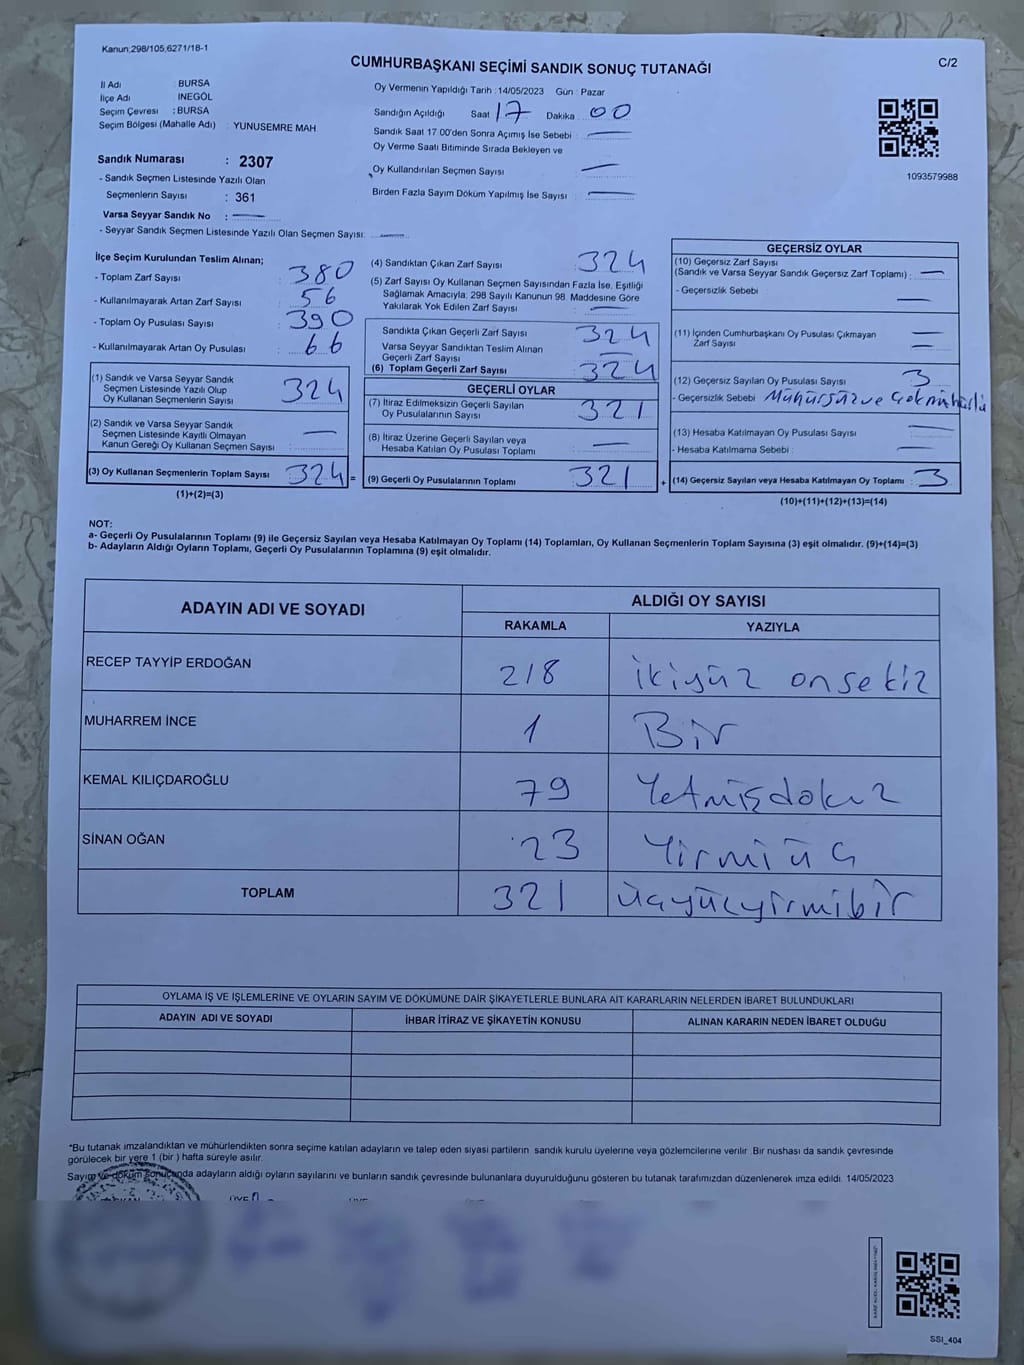 Kanun;298/105;6271/18-1
CUMHURBAŞKANI SEÇİMİ SANDIK SONUÇ TUTANAĞI
C/2
İl Adı : BURSA
İlçe Adı : İNEGÖL
Seçim Çevresi : BURSA
Seçim Bölgesi (Mahalle Adı) : YUNUSEMRE MAH
Sandık Numarası : 2307
- Sandık Seçmen Listesinde Yazılı Olan
Seçmenlerin Sayısı : 361
Varsa Seyyar Sandık No :
- Seyyar Sandık Seçmen Listesinde Yazılı Olan Seçmen Sayısı:
Oy Vermenin Yapıldığı Tarih :14/05/2023 Gün : Pazar
Sandığın Açıldığı Saat 17 Dakika 00
Sandık Saat 17 00'den Sonra Açımış İse Sebebi :
Oy Verme Saati Bitiminde Sırada Bekleyen ve
Oy Kullandırılan Seçmen Sayısı :
Birden Fazla Sayım Döküm Yapılmış İse Sayısı :
1093579988
İlçe Seçim Kurulundan Teslim Alınan;
- Toplam Zarf Sayısı : 380
- Kullanılmayarak Artan Zarf Sayısı : 56
- Toplam Oy Pusulası Sayısı : 390
- Kullanılmayarak Artan Oy Pusulası : 66
(1) Sandık ve Varsa Seyyar Sandık
Seçmen Listesinde Yazılı Olup
Oy Kullanan Seçmenlerin Sayısı : 324
(2) Sandık ve Varsa Seyyar Sandık
Seçmen Listesinde Kayıtlı Olmayan
Kanun Gereği Oy Kullanan Seçmen Sayısı :
(3) Oy Kullanan Seçmenlerin Toplam Sayısı : 324 =
(1)+(2)=(3)
(4) Sandıktan Çıkan Zarf Sayısı : 324
(5) Zarf Sayısı Oy Kullanan Seçmen Sayısından Fazla İse, Eşitliği
Sağlamak Amacıyla; 298 Sayılı Kanunun 98. Maddesine Göre
Yakılarak Yok Edilen Zarf Sayısı :
Sandıkta Çıkan Geçerli Zarf Sayısı : 324
Varsa Seyyar Sandıktan Teslim Alınan
Geçerli Zarf Sayısı
(6) Toplam Geçerli Zarf Sayısı : 324
GEÇERLİ OYLAR
(7) İtiraz Edilmeksizin Geçerli Sayılan
Oy Pusulalarının Sayısı : 321
(8) İtiraz Üzerine Geçerli Sayılan veya
Hesaba Katılan Oy Pusulası Toplamı :
(9) Geçerli Oy Pusulalarının Toplamı : 321 +
GEÇERSİZ OYLAR
(10) Geçersiz Zarf Sayısı
(Sandık ve Varsa Seyyar Sandık Geçersiz Zarf Toplamı) :
- Geçersizlik Sebebi
(11) İçinden Cumhurbaşkanı Oy Pusulası Çıkmayan
Zarf Sayısı
(12) Geçersiz Sayılan Oy Pusulası Sayısı : 3
- Geçersizlik Sebebi Mühürsüz ve çok mühürlü
(13) Hesaba Katılmayan Oy Pusulası Sayısı :
- Hesaba Katılmama Sebebi :
(14) Geçersiz Sayılan veya Hesaba Katılmayan Oy Toplamı : 3
(10)+(11)+(12)+(13)=(14)
NOT:
a- Geçerli Oy Pusulalarının Toplamı (9) ile Geçersiz Sayılan veya Hesaba Katılmayan Oy Toplamı (14) Toplamları, Oy Kullanan Seçmenlerin Toplam Sayısına (3) eşit olmalıdır. (9)+(14)=(3)
b- Adayların Aldığı Oyların Toplamı, Geçerli Oy Pusulalarının Toplamına (9) eşit olmalıdır.
ADAYIN ADI VE SOYADI
ALDIĞI OY SAYISI
RAKAMLA YAZIYLA
RECEP TAYYİP ERDOĞAN 218 ikiyüz onsekiz
MUHARREM İNCE 1 Bir
KEMAL KILIÇDAROĞLU 79 Yetmişdokuz
SİNAN OĞAN 23 Yirmiüç
TOPLAM 321 üçyüzyirmibir
OYLAMA İŞ VE İŞLEMLERİNE VE OYLARIN SAYIM VE DÖKÜMÜNE DAİR ŞİKAYETLERLE BUNLARA AİT KARARLARIN NELERDEN İBARET BULUNDUKLARI
ADAYIN ADI VE SOYADI İHBAR İTİRAZ VE ŞİKAYETİN KONUSU ALINAN KARARIN NEDEN İBARET OLDUĞU
*Bu tutanak imzalandıktan ve mühürlendikten sonra seçime katılan adayların ve talep eden siyasi partilerin sandık kurulu üyelerine veya gözlemcilerine verilir .Bir nushası da sandık çevresinde
görülecek bir yere 1 (bir ) hafta süreyle asılır.
Sayım ve döküm sonucunda adayların aldığı oyların sayılarını ve bunların sandık çevresinde bulunanlara duyurulduğunu gösteren bu tutanak tarafımızdan düzenlenerek imza edildi. 14/05/2023
SSI_404